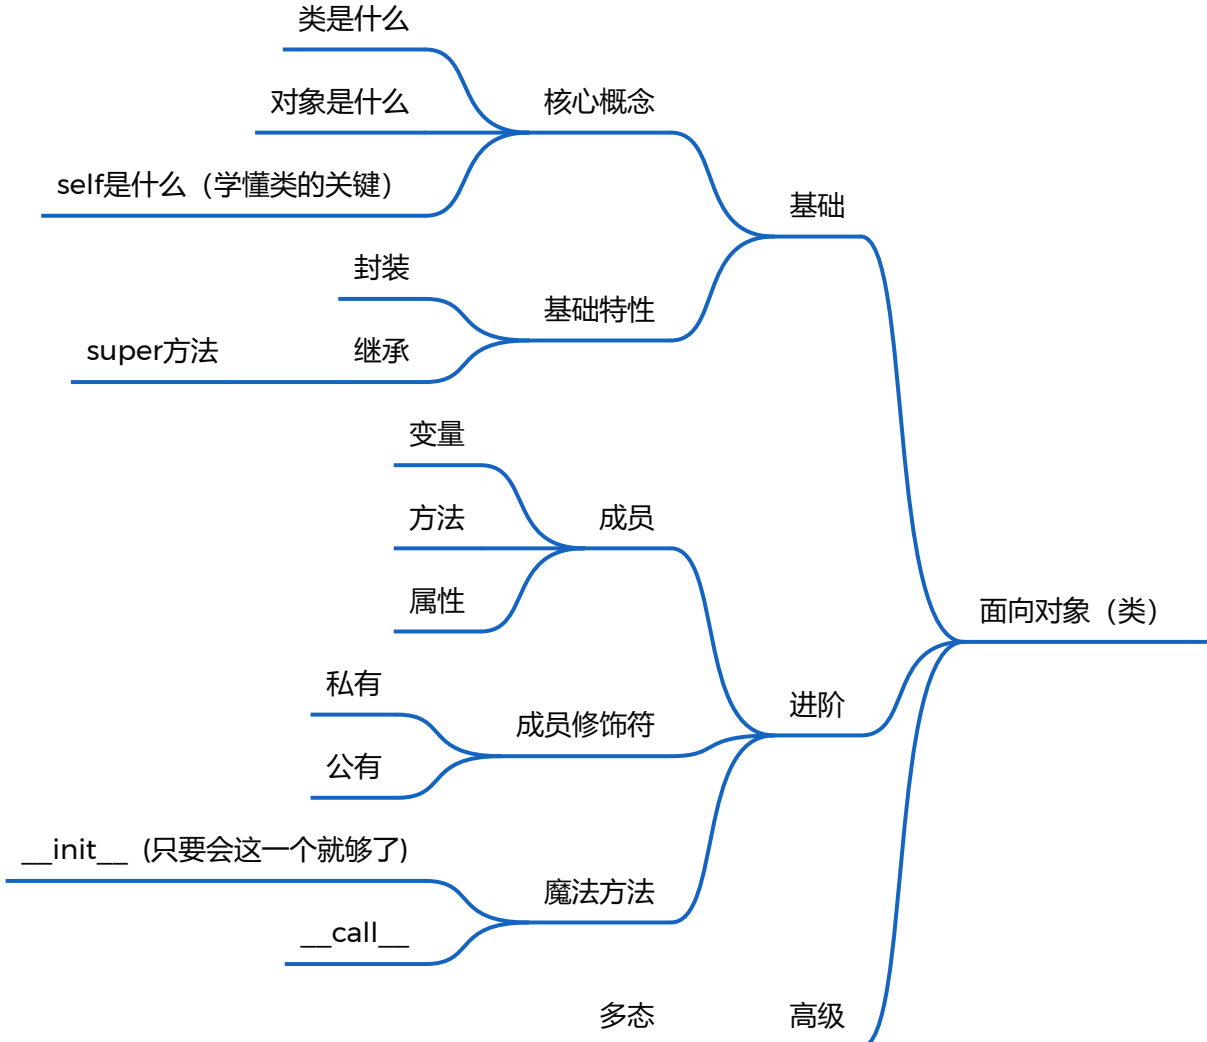 类是什么
对象是什么
核心概念
self是什么（学懂类的关键）
基础
封装
基础特性
super方法
继承
变量
方法
成员
属性
面向对象（类）
私有
进阶
成员修饰符
公有
__init__ (只要会这一个就够了)
魔法方法
__call__
多态
高级